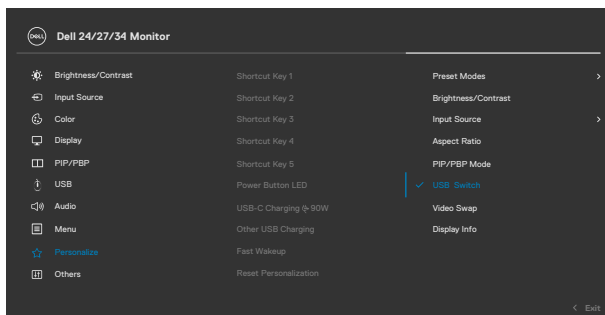 DELL Dell 24/27/34 Monitor
Brightness/Contrast Shortcut Key 1 Preset Modes >
Input Source Shortcut Key 2 Brightness/Contrast
Color Shortcut Key 3 Input Source >
Display Shortcut Key 4 Aspect Ratio
PIP/PBP Shortcut Key 5 PIP/PBP Mode
USB Power Button LED ✓ USB Switch
Audio USB-C Charging 90W Video Swap
Menu Other USB Charging Display Info
Personalize Fast Wakeup
Others Reset Personalization
< Exit